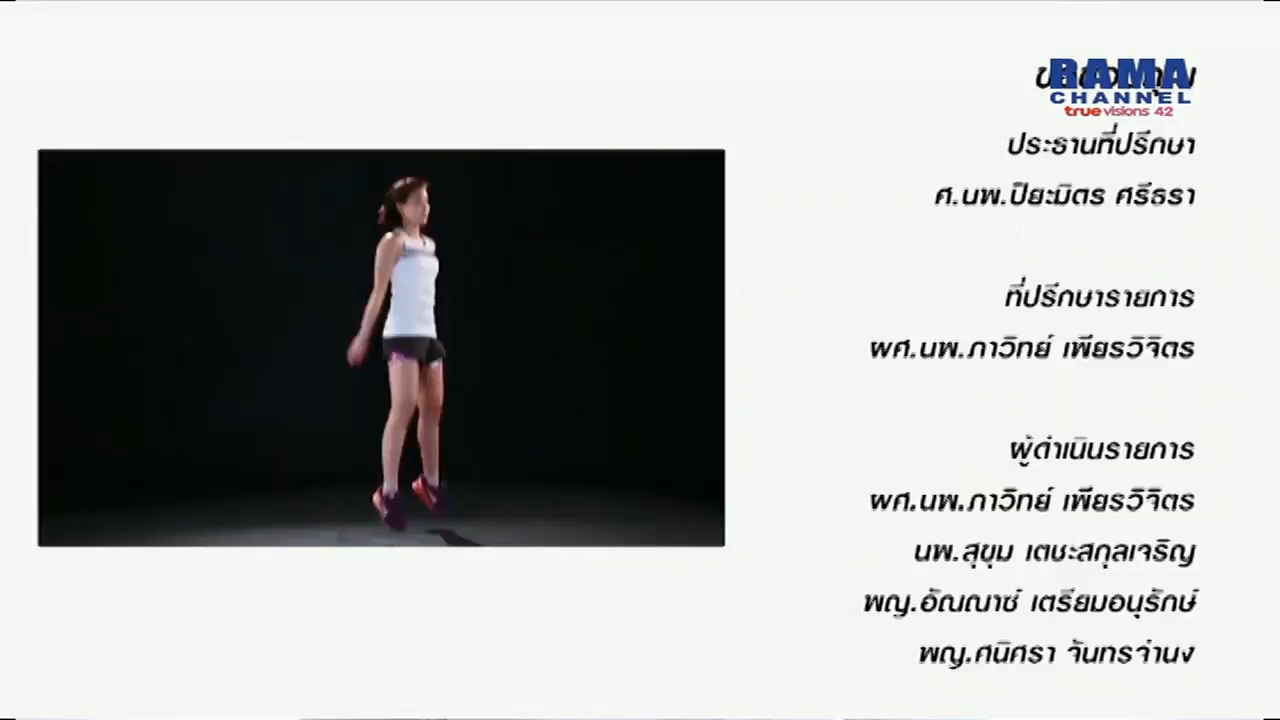 RAMA
CHANNEL
true visions 42
ประธานที่ปรึกษา
ศ.นพ.ปิยะมิตร ศรีธรา
ที่ปรึกษารายการ
ผศ.นพ.ภาวิทย์ เพียรวิจิตร
ผู้ดำเนินรายการ
ผศ.นพ.ภาวิทย์ เพียรวิจิตร
นพ.สุขุม เตชะสกุลเจริญ
พญ.อัณณาช์ เตรียมอนุรักษ์
พญ.ศนิศรา จันทรจำนง